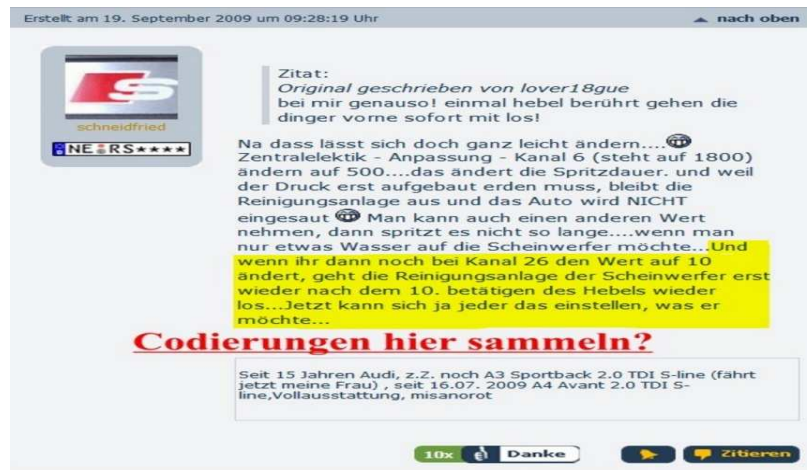 Erstellt am 19. September 2009 um 09:28:19 Uhr
nach oben
schneidfried
NE RS****
Zitat:
Original geschrieben von lover18gue
bei mir genauso! einmal hebel berührt gehen die
dinger vorne sofort mit los!
Na dass lässt sich doch ganz leicht ändern....
Zentralelektik - Anpassung - Kanal 6 (steht auf 1800)
ändern auf 500....das ändert die Spritzdauer. und weil
der Druck erst aufgebaut erden muss, bleibt die
Reinigungsanlage aus und das Auto wird NICHT
eingesaut Man kann auch einen anderen Wert
nehmen, dann spritzt es nicht so lange....wenn man
nur etwas Wasser auf die Scheinwerfer möchte...Und
wenn ihr dann noch bei Kanal 26 den Wert auf 10
ändert, geht die Reinigungsanlage der Scheinwerfer erst
wieder nach dem 10. betätigen des Hebels wieder
los...Jetzt kann sich ja jeder das einstellen, was er
möchte...
Codierungen hier sammeln?
Seit 15 Jahren Audi, z.Z. noch A3 Sportback 2.0 TDI S-line (fährt
jetzt meine Frau) , seit 16.07. 2009 A4 Avant 2.0 TDI S-
line,Vollausstattung, misanorot
10x Danke
Zitieren